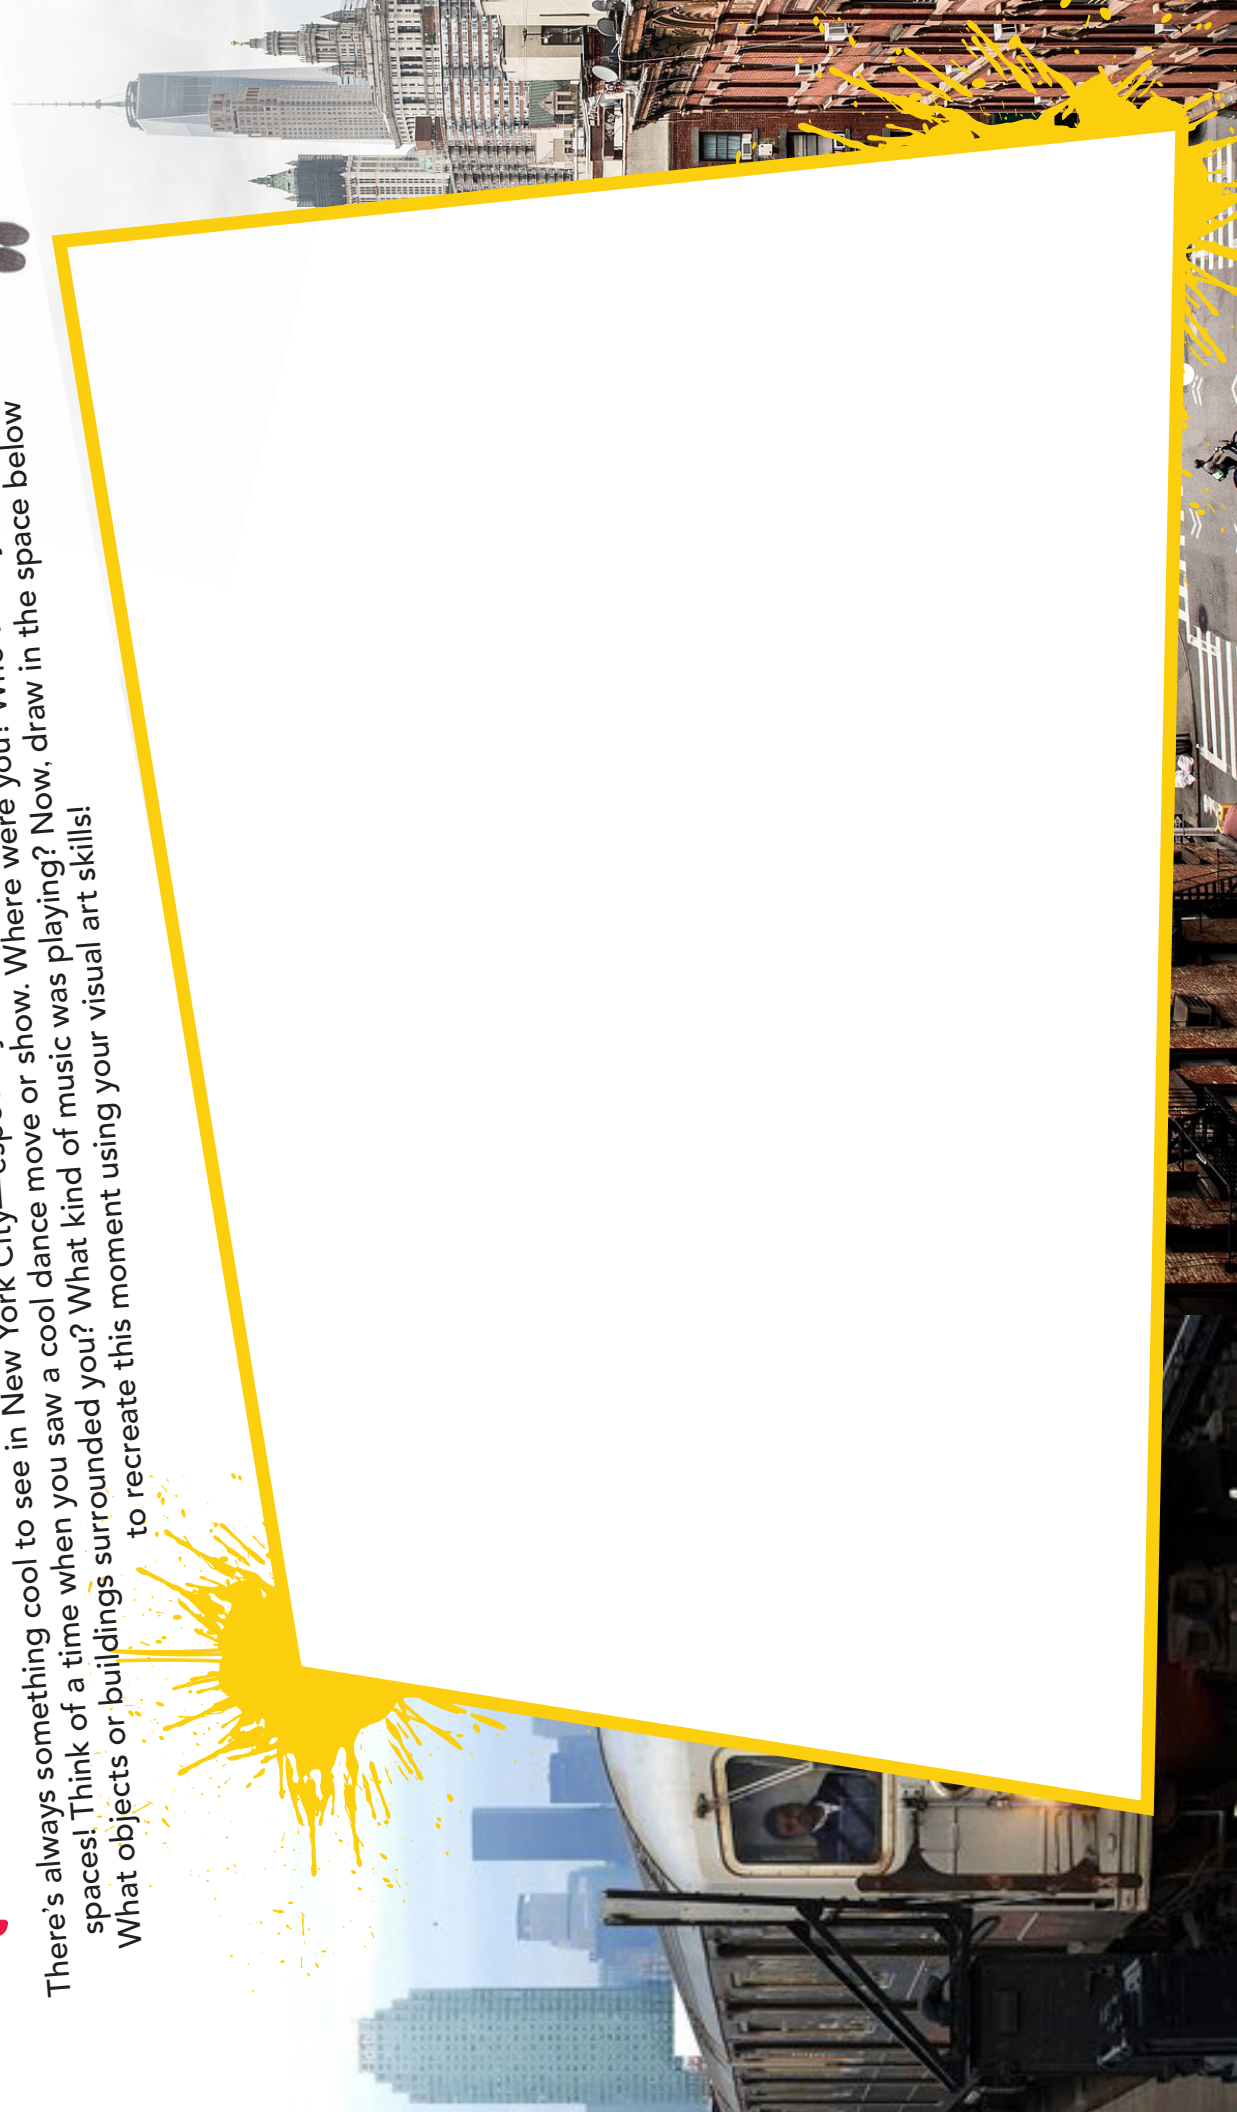 There's always something cool to see in New York City
spaces! Think of a time when you saw a cool dance move or show. Where were you?
What objects or buildings surrounded you? What kind of music was playing? Now, draw in the space below
to recreate this moment using your visual art skills!